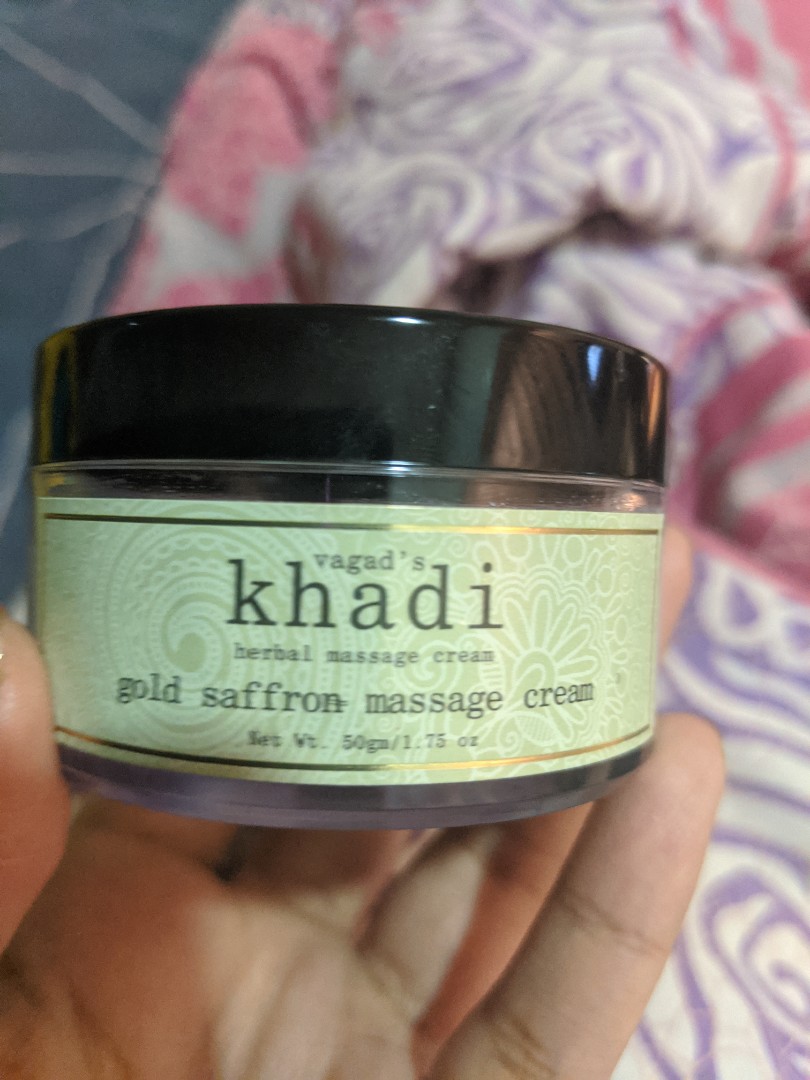 vagad's
khadi
herbal massage cream
gold saffron massage cream
Net Wt. 50gm/1.75 oz